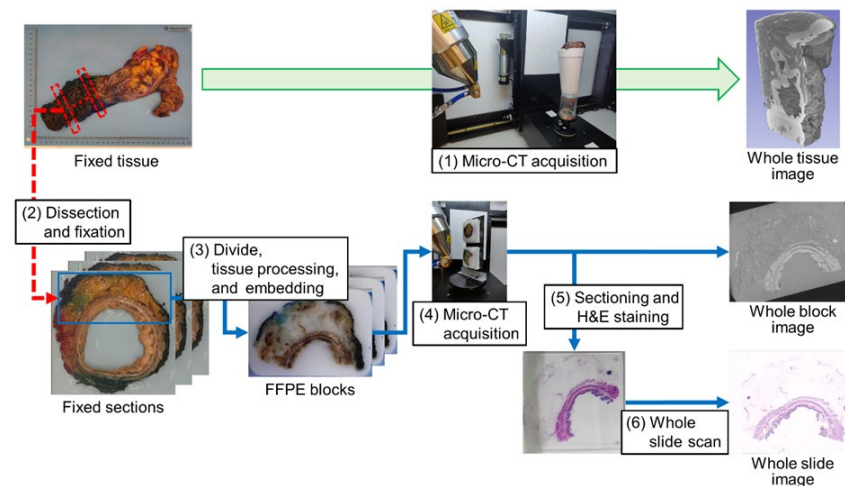 Fixed tissue
(1) Micro-CT acquisition
Whole tissue
image
(2) Dissection
and fixation
(3) Divide,
tissue processing,
and embedding
(4) Micro-CT
acquisition
(5) Sectioning and
H&E staining
Whole block
image
Fixed sections
FFPE blocks
(6) Whole
slide scan
Whole slide
image